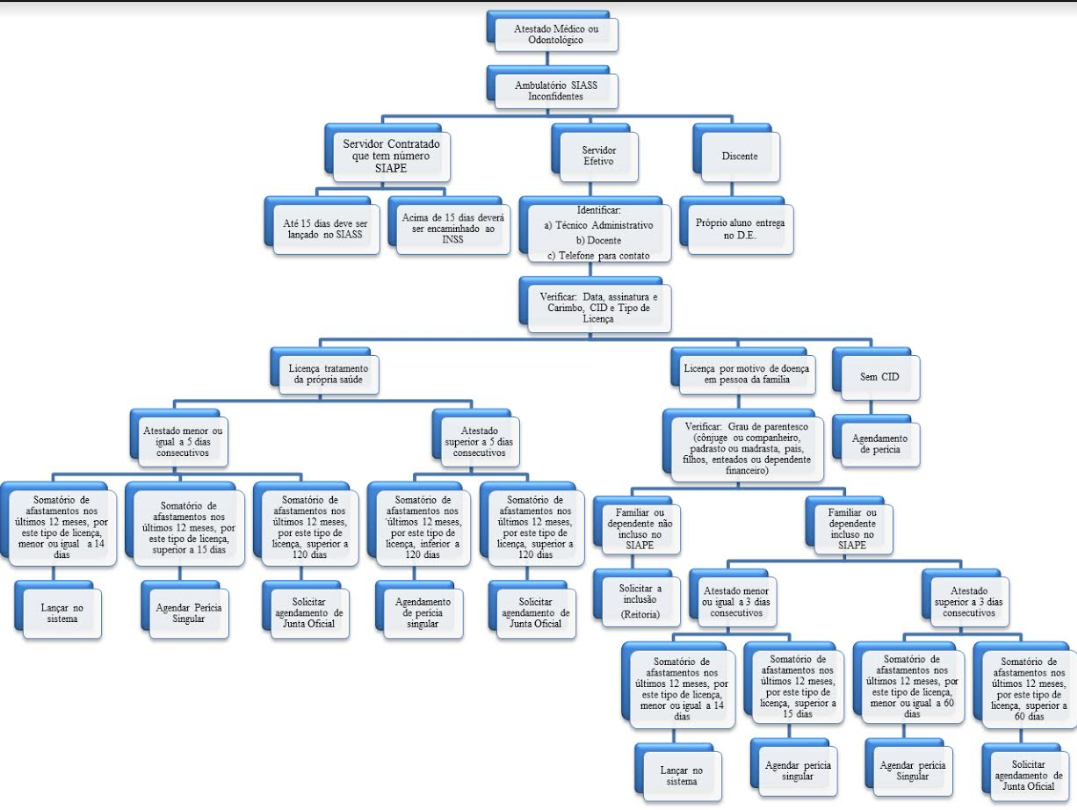 Atestado Médico ou
Odontológico
Ambulatório SIASS
Inconfidentes
Servidor Contratado
que tem número
SIAPE
Servidor
Efetivo
Discente
Até 15 dias deve ser
lançado no SIASS
Acima de 15 dias deverá
ser encaminhado ao
INSS
Identificar:
a) Técnico Administrativo
b) Docente
c) Telefone para contato
Próprio aluno entrega
no D.E.
Verificar: Data, assinatura e
Carimbo, CID e Tipo de
Licença
Licença tratamento
da própria saúde
Licença por motivo de doença
em pessoa da família
Sem CID
Atestado menor ou
igual a 5 dias
consecutivos
Atestado
superior a 5 dias
consecutivos
Verificar: Grau de parentesco
(cônjuge ou companheiro,
padrasto ou madrasta, pais,
filhos, enteados ou dependente
financeiro)
Agendamento
de perícia
Somatório de
afastamentos nos
últimos 12 meses, por
este tipo de licença,
menor ou igual a 14
dias
Somatório de
afastamentos nos
últimos 12 meses, por
este tipo de licença,
superior a 15 dias
Somatório de
afastamentos nos
últimos 12 meses,
por este tipo de
licença, superior a
120 dias
Somatório de
afastamentos nos
últimos 12 meses,
por este tipo de
licença, inferior a
120 dias
Somatório de
afastamentos nos
últimos 12 meses,
por este tipo de
licença, superior a
120 dias
Familiar ou
dependente não
incluso no
SIAPE
Familiar ou
dependente
incluso no
SIAPE
Lançar no
sistema
Agendar Perícia
Singular
Solicitar
agendamento de
Junta Oficial
Agendamento
de perícia
singular
Solicitar
agendamento de
Junta Oficial
Solicitar a
inclusão
(Reitoria)
Atestado menor
ou igual a 3 dias
consecutivos
Atestado
superior a 3 dias
consecutivos
Somatório de
afastamentos nos
últimos 12 meses, por
este tipo de licença,
menor ou igual a 14
dias
Somatório de
afastamentos nos
últimos 12 meses,
por este tipo de
licença, superior a
15 dias
Somatório de
afastamentos nos
últimos 12 meses, por
este tipo de licença,
menor ou igual a 60
dias
Somatório de
afastamentos nos
últimos 12 meses,
por este tipo de
licença, superior a
60 dias
Lançar no
sistema
Agendar perícia
singular
Agendar perícia
Singular
Solicitar
agendamento de
Junta Oficial